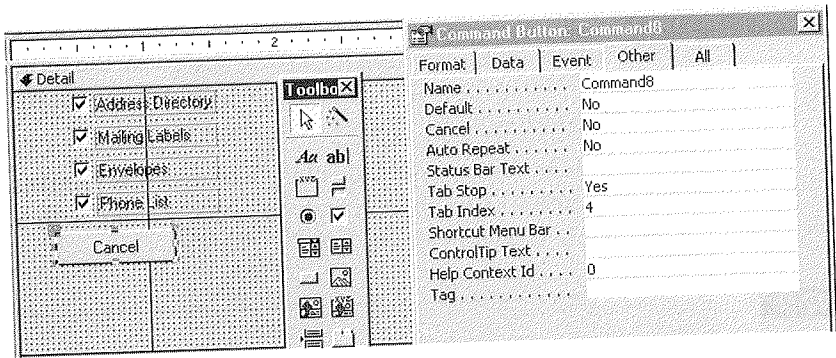 1 2
Detail
Address Directory
Mailing Labels
Envelopes
Phone List
Cancel
Toolbo
Aa ab|
xyz
Command Button: Command8
Format Data Event Other All
Name . . . . . . . . . . . Command8
Default . . . . . . . . . . No
Cancel . . . . . . . . . . No
Auto Repeat . . . . . . No
Status Bar Text . . . .
Tab Stop . . . . . . . . Yes
Tab Index . . . . . . . . 4
Shortcut Menu Bar . .
ControlTip Text . . . .
Help Context Id . . . . 0
Tag . . . . . . . . . . . .